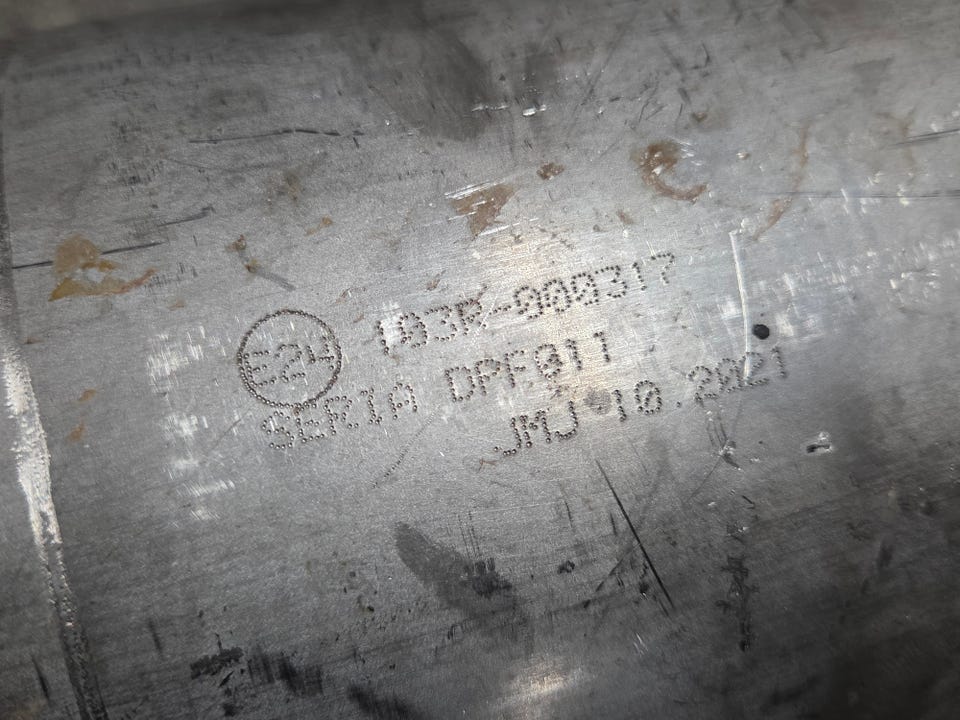 E24 103R-000317
SERIA DPF011
JMJ 10.2021